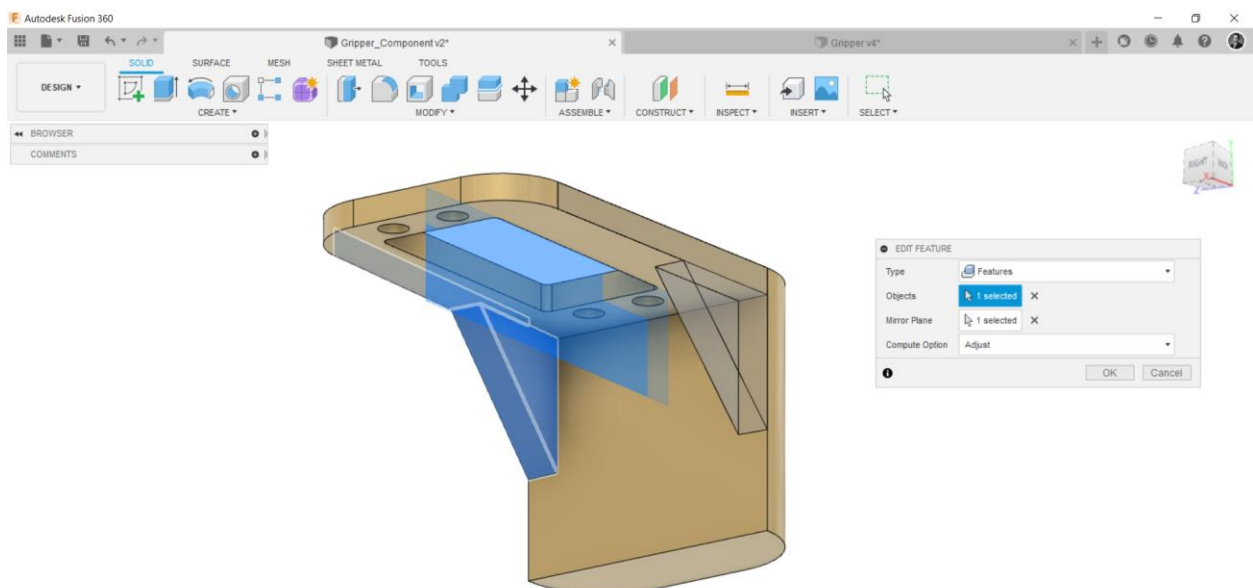 Autodesk Fusion 360
Gripper_Component v2*
Gripper v4*
SOLID SURFACE MESH SHEET METAL TOOLS
DESIGN
CREATE MODIFY ASSEMBLE CONSTRUCT INSPECT INSERT SELECT
BROWSER
COMMENTS
RIGHT
EDIT FEATURE
Type Features
Objects 1 selected
Mirror Plane 1 selected
Compute Option Adjust
OK Cancel